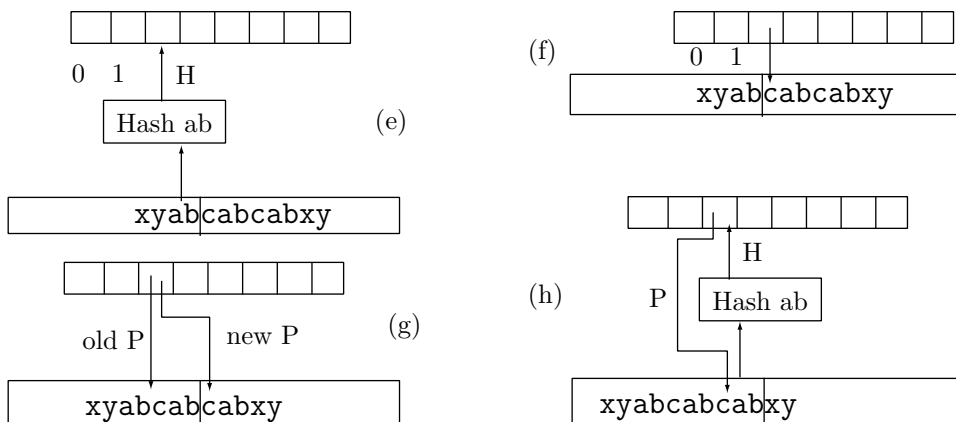 0 1 H
Hash ab
(e)
xyabcabcabxy
(f)
0 1
xyabcabcabxy
old P
new P
(g)
xyabcabcabxy
H
(h)
P
Hash ab
xyabcabcabxy